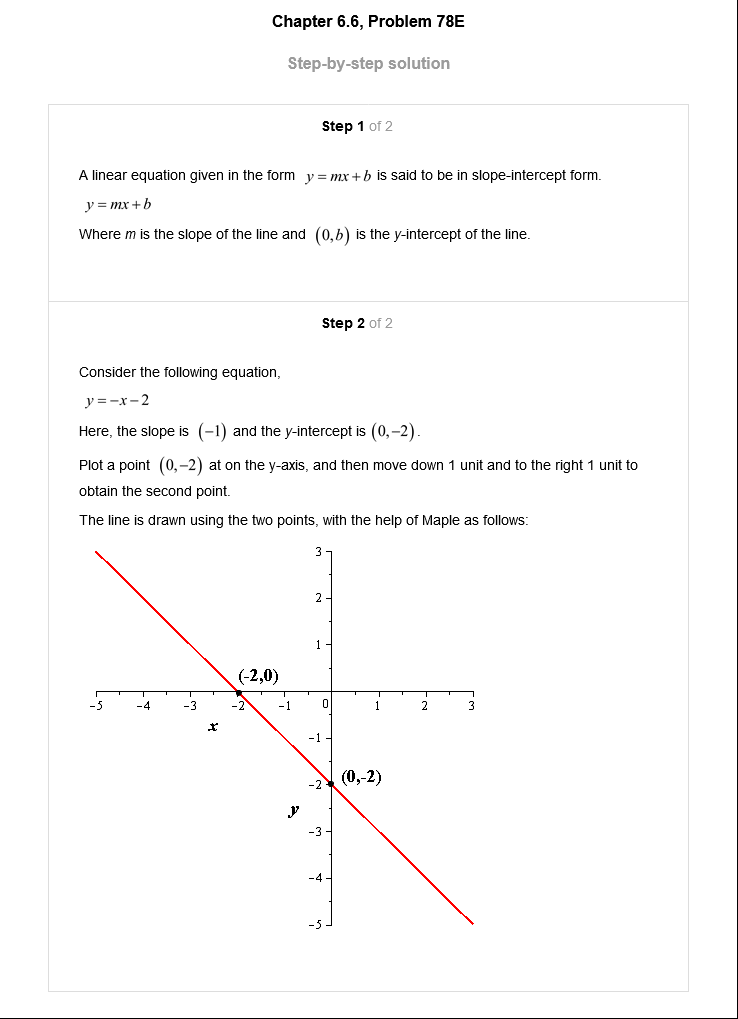 Chapter 6.6, Problem 78E
Step-by-step solution
Step 1 of 2
A linear equation given in the form y = mx + b is said to be in slope-intercept form.
y = mx + b
Where m is the slope of the line and (0,b) is the y-intercept of the line.
Step 2 of 2
Consider the following equation,
y = −x − 2
Here, the slope is (−1) and the y-intercept is (0,−2).
Plot a point (0,−2) at on the y-axis, and then move down 1 unit and to the right 1 unit to
obtain the second point.
The line is drawn using the two points, with the help of Maple as follows:
3
2
1
(-2,0)
-5 -4 -3 -2 -1 0 1 2 3
x
-1
(0,-2)
-2
y
-3
-4
-5